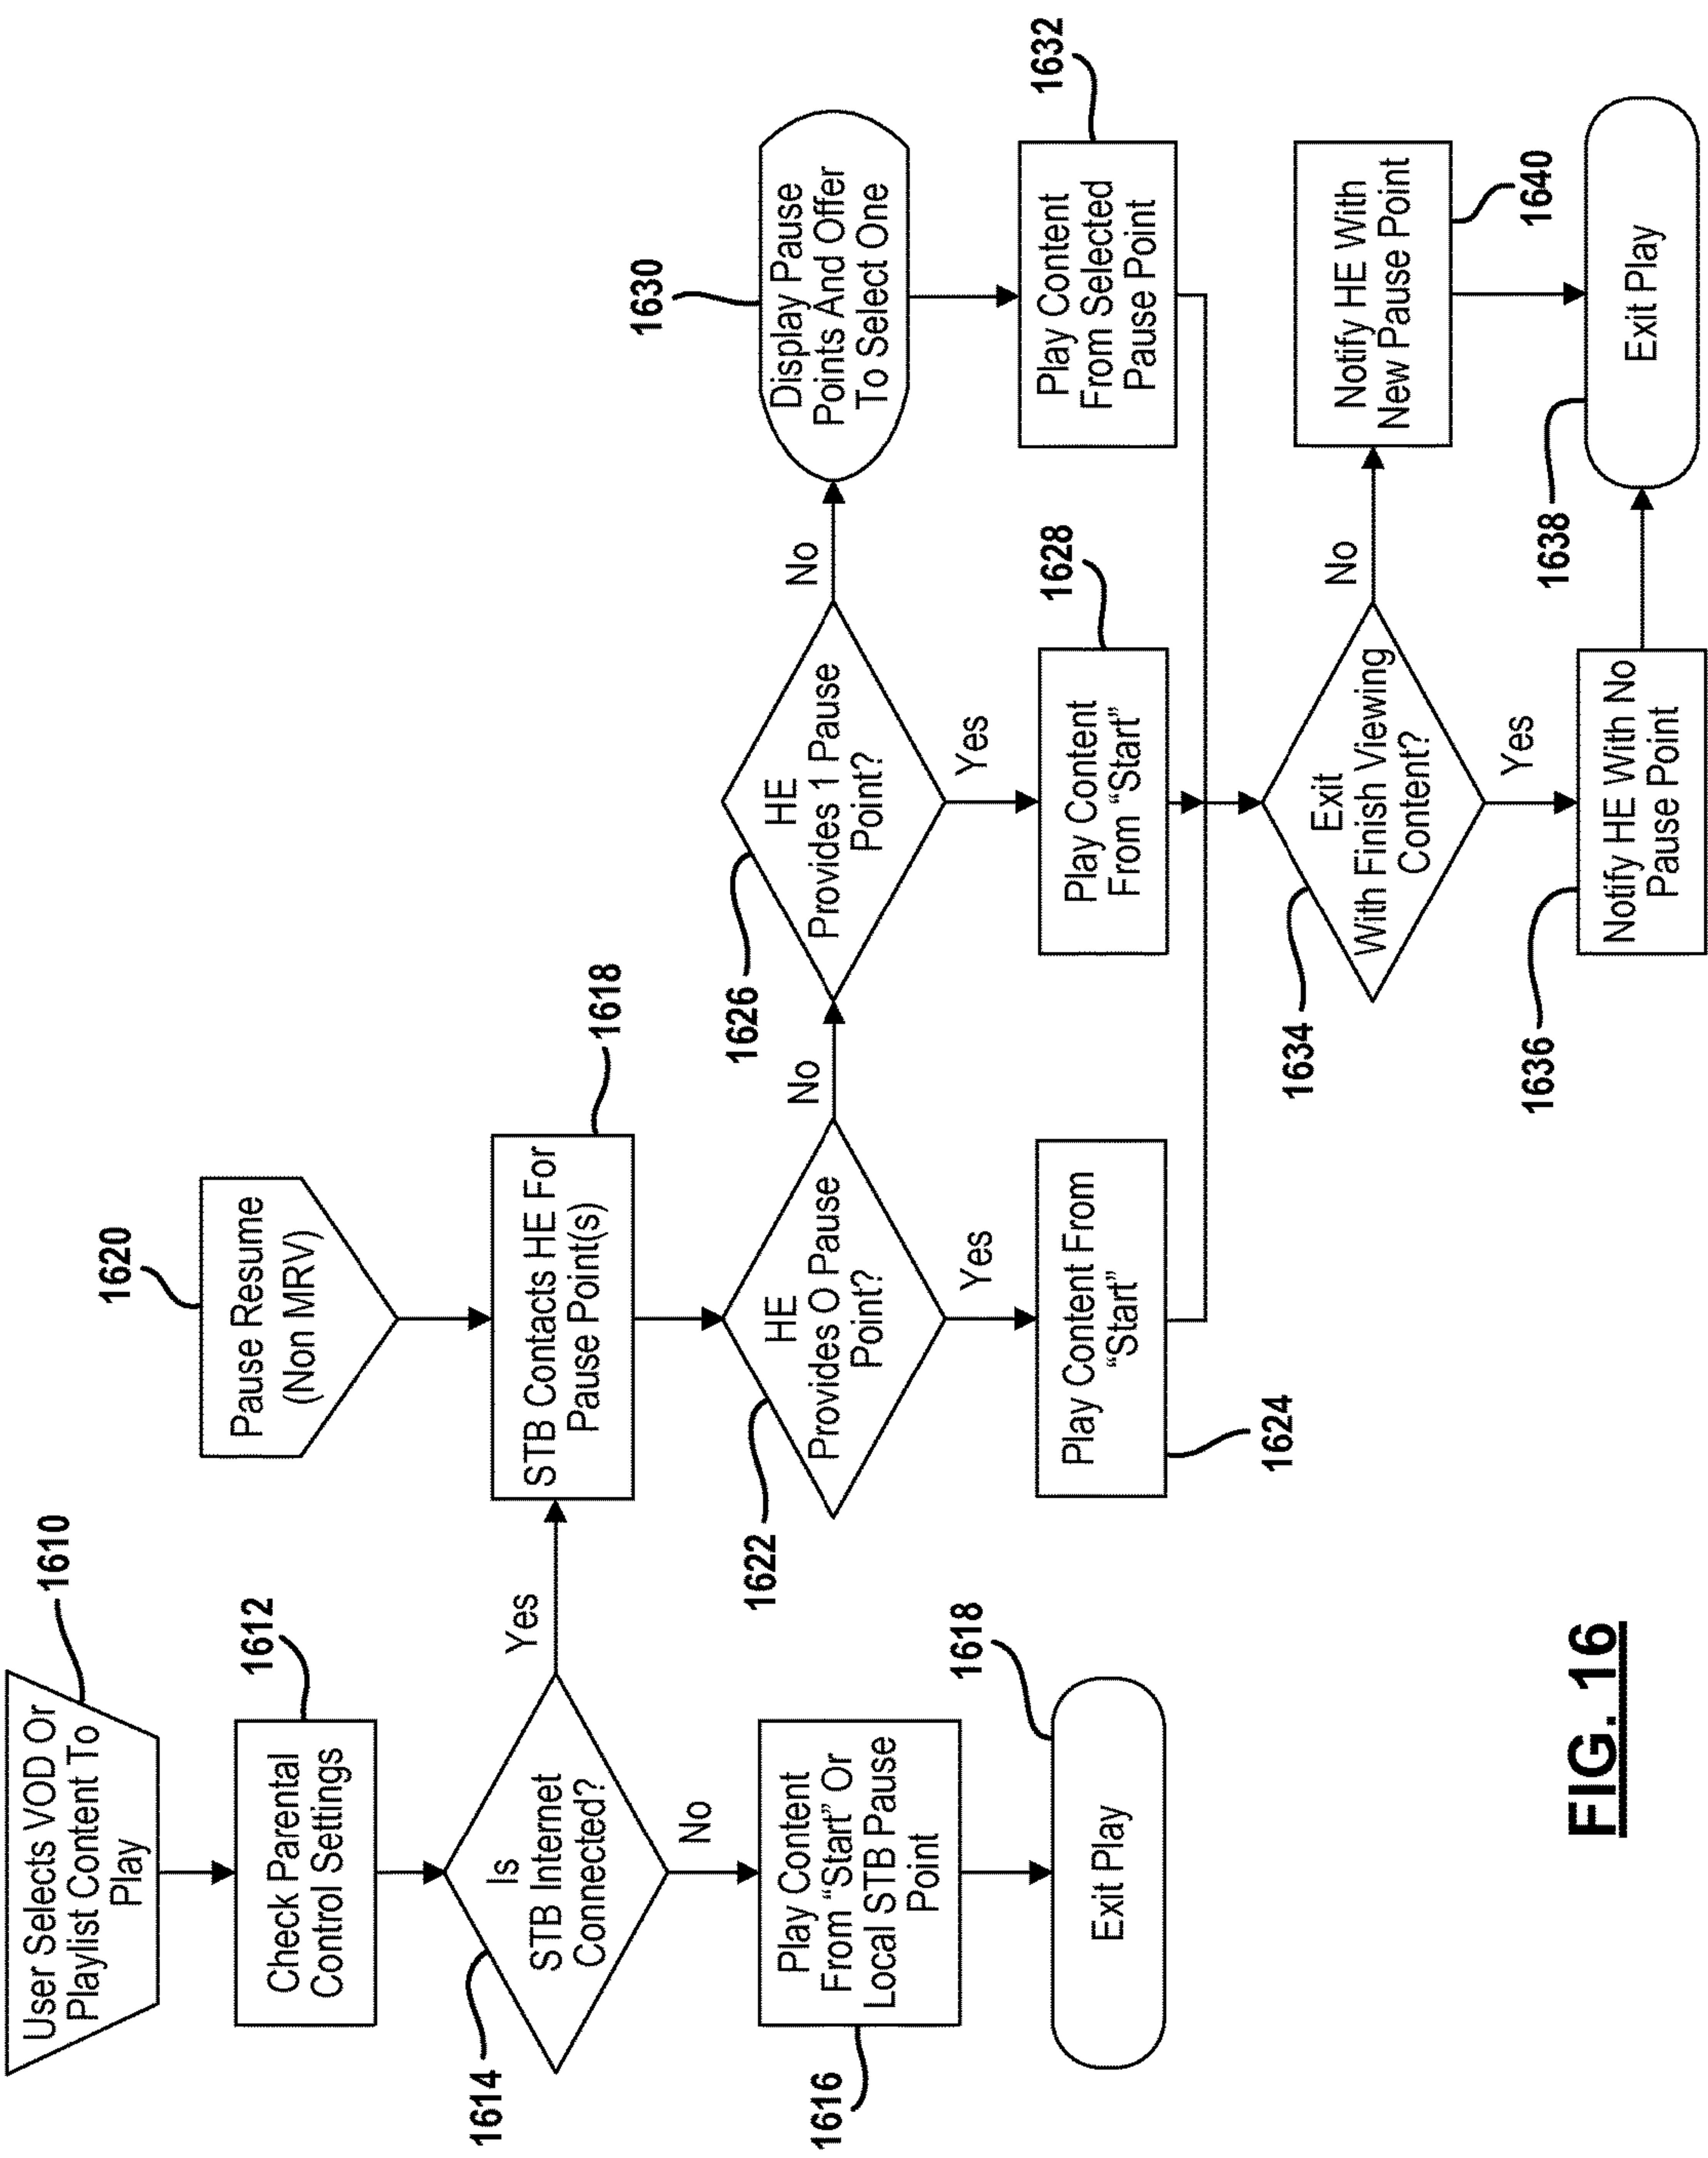 1610
User Selects VOD Or
Playlist Content To
Play
1612
Check Parental
Control Settings
1614
Is
STB Internet
Connected?
Yes
No
1616
Play Content
From "Start" Or
Local STB Pause
Point
1618
Exit Play
1620
Pause Resume
(Non MRV)
1618
STB Contacts HE For
Pause Point(s)
1622
HE
Provides O Pause
Point?
No
Yes
1624
Play Content From
"Start"
1626
HE
Provides 1 Pause
Point?
No
Yes
1628
Play Content
From "Start"
1630
Display Pause
Points And Offer
To Select One
1632
Play Content
From Selected
Pause Point
1634
Exit
With Finish Viewing
Content?
No
Yes
1636
Notify HE With No
Pause Point
1640
Notify HE With
New Pause Point
1638
Exit Play
FIG. 16